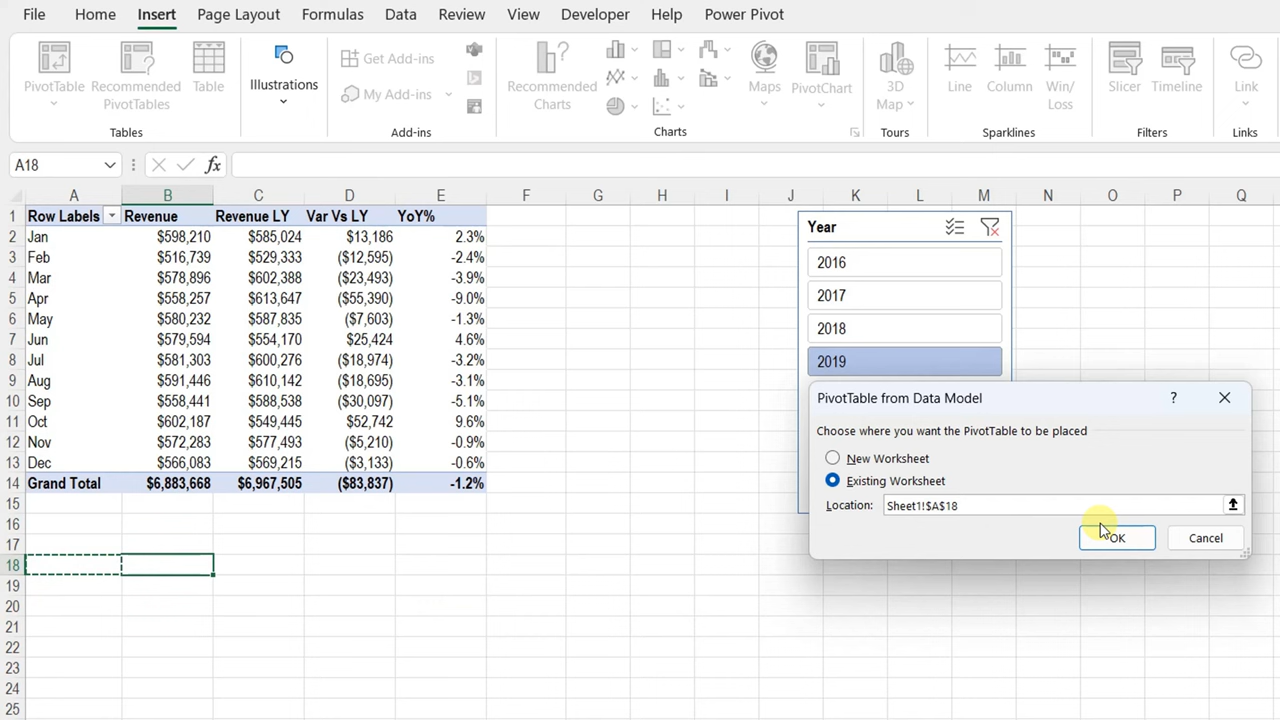 File Home Insert Page Layout Formulas Data Review View Developer Help Power Pivot
PivotTable
Recommended
PivotTables
Table
Tables
Illustrations
Get Add-ins
My Add-ins
Add-ins
Recommended
Charts
Maps
PivotChart
Charts
3D
Map
Tours
Line
Column
Win/
Loss
Sparklines
Slicer
Timeline
Filters
Link
Links
A18 fx
A B C D E F G H I J K L M N O P Q
1 Row Labels Revenue Revenue LY Var Vs LY YoY%
2 Jan $598,210 $585,024 $13,186 2.3%
3 Feb $516,739 $529,333 ($12,595) -2.4%
4 Mar $578,896 $602,388 ($23,493) -3.9%
5 Apr $558,257 $613,647 ($55,390) -9.0%
6 May $580,232 $587,835 ($7,603) -1.3%
7 Jun $579,594 $554,170 $25,424 4.6%
8 Jul $581,303 $600,276 ($18,974) -3.2%
9 Aug $591,446 $610,142 ($18,695) -3.1%
10 Sep $558,441 $588,538 ($30,097) -5.1%
11 Oct $602,187 $549,445 $52,742 9.6%
12 Nov $572,283 $577,493 ($5,210) -0.9%
13 Dec $566,083 $569,215 ($3,133) -0.6%
14 Grand Total $6,883,668 $6,967,505 ($83,837) -1.2%
15
16
17
18
19
20
21
22
23
24
25
Year
2016
2017
2018
2019
PivotTable from Data Model ?
Choose where you want the PivotTable to be placed
New Worksheet
Existing Worksheet
Location: Sheet1!$A$18
OK Cancel